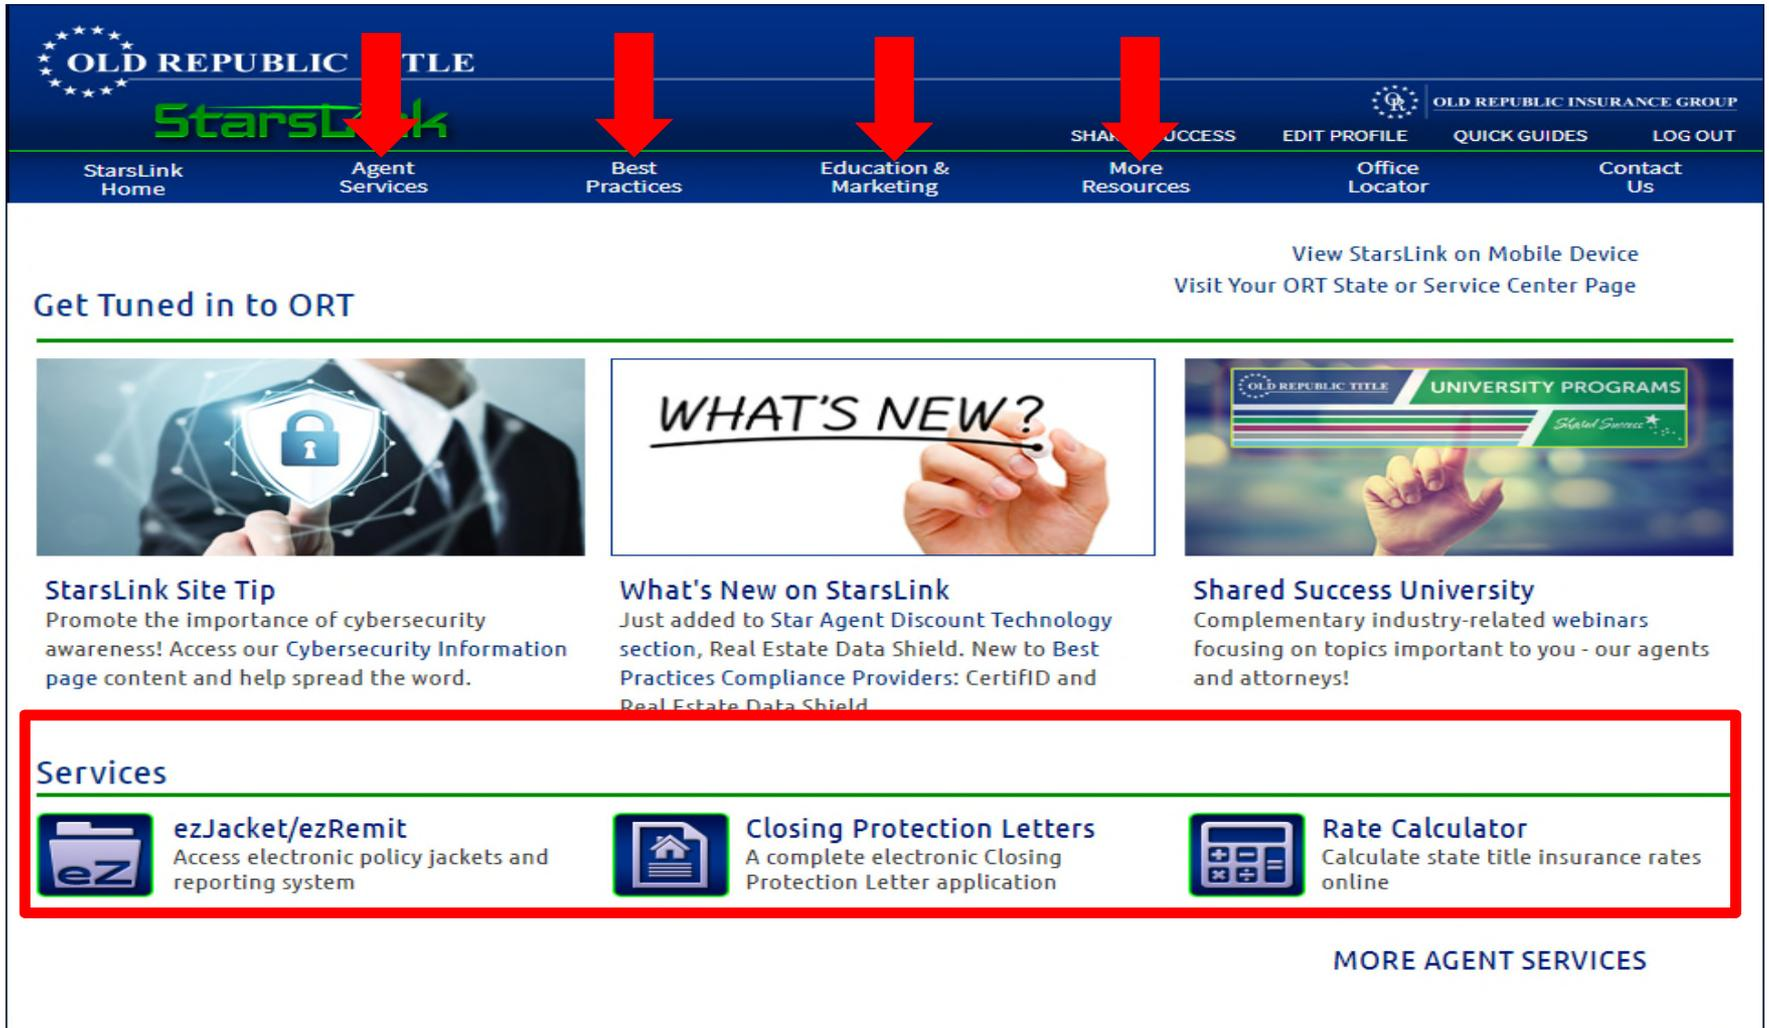 OLD REPUBLIC TLE
OLD REPUBLIC INSURANCE GROUP
EDIT PROFILE
QUICK GUIDES
LOG OUT
StarsLink
Home
Agent
Services
Best
Practices
Education &
Marketing
More
Resources
Office
Locator
Contact
Us
View StarsLink on Mobile Device
Visit Your ORT State or Service Center Page
Get Tuned in to ORT
WHAT'S NEW?
OLD REPUBLIC TITLE
UNIVERSITY PROGRAMS
Shared Success
StarsLink Site Tip
Promote the importance of cybersecurity
awareness! Access our Cybersecurity Information
page content and help spread the word.
What's New on StarsLink
Just added to Star Agent Discount Technology
section, Real Estate Data Shield. New to Best
Practices Compliance Providers: CertifID and
Real Estate Data Shield
Shared Success University
Complementary industry-related webinars
focusing on topics important to you - our agents
and attorneys!
Services
eZ
ezJacket/ezRemit
Access electronic policy jackets and
reporting system
Closing Protection Letters
A complete electronic Closing
Protection Letter application
Rate Calculator
Calculate state title insurance rates
online
MORE AGENT SERVICES